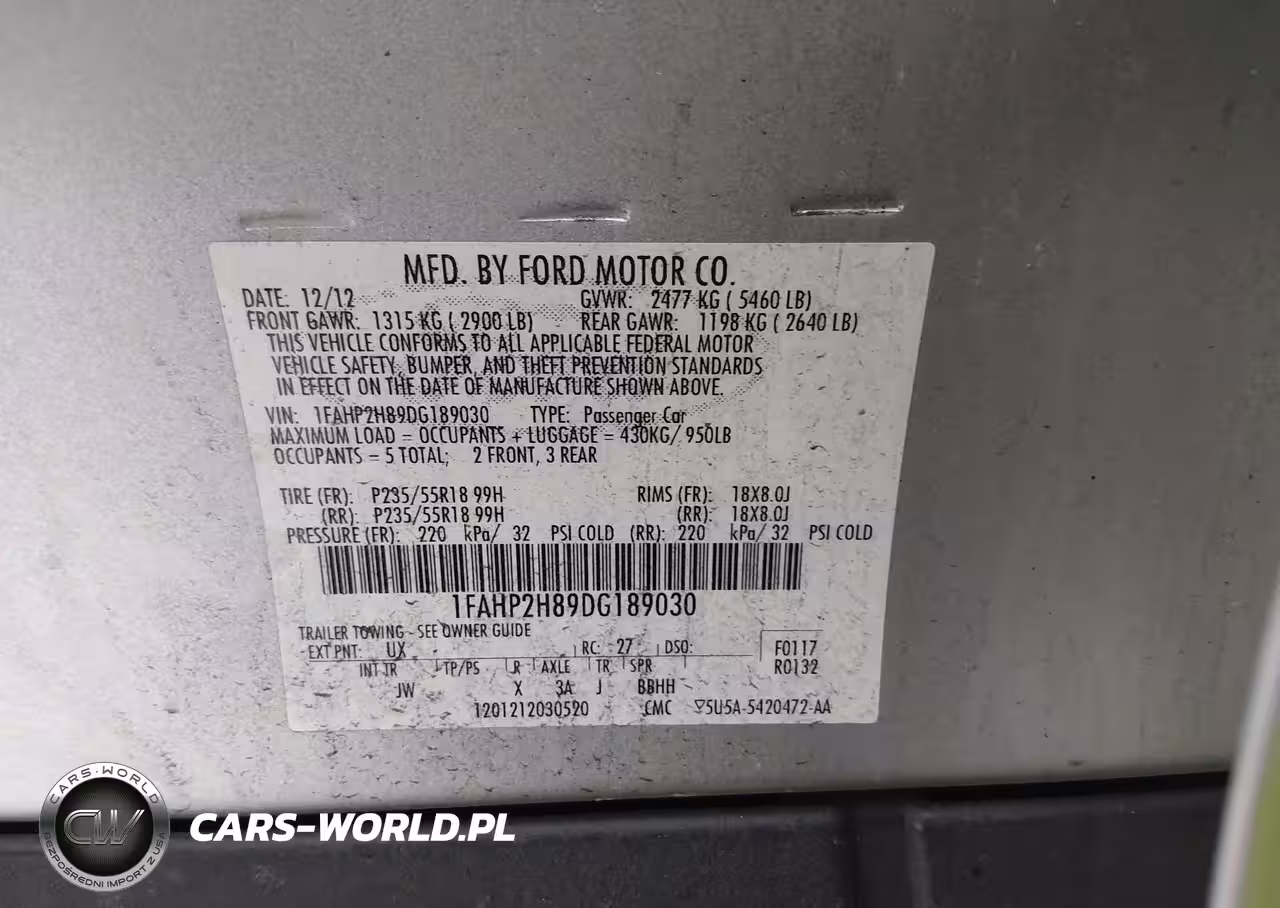 MFD. BY FORD MOTOR CO.
DATE: 12/12 GVWR: 2477 KG ( 5460 LB)
FRONT GAWR: 1315 KG ( 2900 LB) REAR GAWR: 1198 KG ( 2640 LB)
THIS VEHICLE CONFORMS TO ALL APPLICABLE FEDERAL MOTOR
VEHICLE SAFETY, BUMPER, AND THEFT PREVENTION STANDARDS
IN EFFECT ON THE DATE OF MANUFACTURE SHOWN ABOVE.
VIN: 1FAHP2H89DG189030 TYPE: Passenger Car
MAXIMUM LOAD = OCCUPANTS + LUGGAGE = 430KG/ 950LB
OCCUPANTS = 5 TOTAL; 2 FRONT, 3 REAR
TIRE (FR): P235/55R18 99H RIMS (FR): 18X8.0J
(RR): P235/55R18 99H (RR): 18X8.0J
PRESSURE (FR): 220 kPa/ 32 PSI COLD (RR): 220 kPa/ 32 PSI COLD
1FAHP2H89DG189030
TRAILER TOWING - SEE OWNER GUIDE
EXT PNT: UX RC: 27 DSO: F0117
INT TR TP/PS R AXLE TR SPR R0132
JW X 3A J BBHH
1201212030520 CMC ▽5U5A-5420472-AA
CARS-WORLD
CW
BEZPOŚREDNI IMPORT Z USA
CARS-WORLD.PL